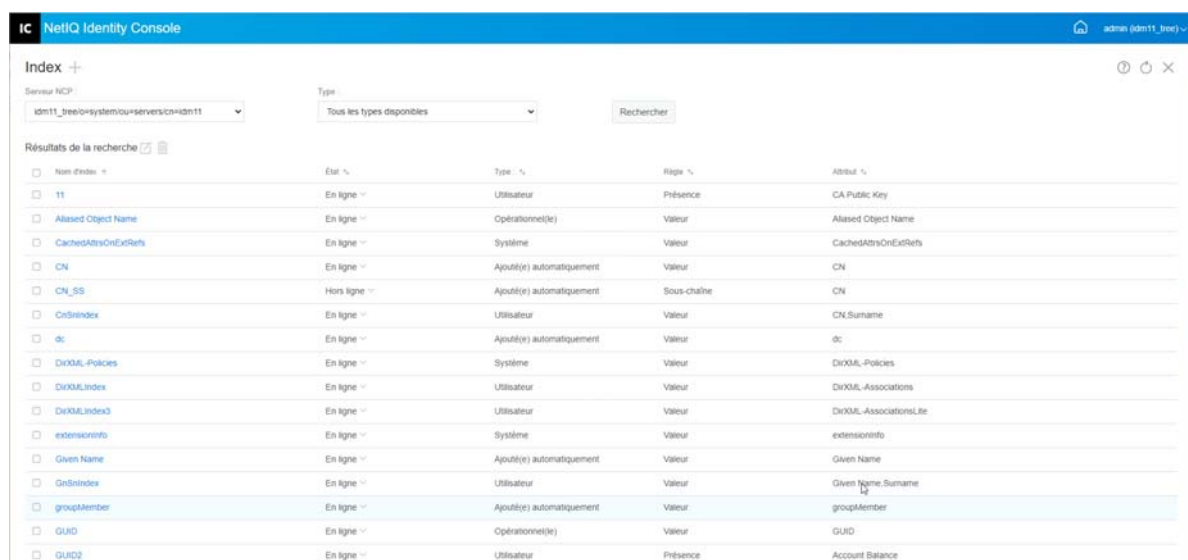 IC NetIQ Identity Console admin (idm11_tree)
Index
Serveur NCP : Type :
idm11_tree/o=system/ou=servers/cn=idm11 Tous les types disponibles Rechercher
Résultats de la recherche
Nom d'index État Type : Règle Attribut
11 En ligne Utilisateur Présence CA Public Key
Aliased Object Name En ligne Opérationnel(le) Valeur Aliased Object Name
CachedAttrsOnExtRefs En ligne Système Valeur CachedAttrsOnExtRefs
CN En ligne Ajouté(e) automatiquement Valeur CN
CN_SS Hors ligne Ajouté(e) automatiquement Sous-chaîne CN
CnSnIndex En ligne Utilisateur Valeur CN,Surname
dc En ligne Ajouté(e) automatiquement Valeur dc
DirXML-Policies En ligne Système Valeur DirXML-Policies
DirXMLIndex En ligne Utilisateur Valeur DirXML-Associations
DirXMLIndex3 En ligne Utilisateur Valeur DirXML-AssociationsLite
extensionInfo En ligne Système Valeur extensionInfo
Given Name En ligne Ajouté(e) automatiquement Valeur Given Name
GnSnIndex En ligne Utilisateur Valeur Given Name,Surname
groupMember En ligne Ajouté(e) automatiquement Valeur groupMember
GUID En ligne Opérationnel(le) Valeur GUID
GUID2 En ligne Utilisateur Présence Account Balance